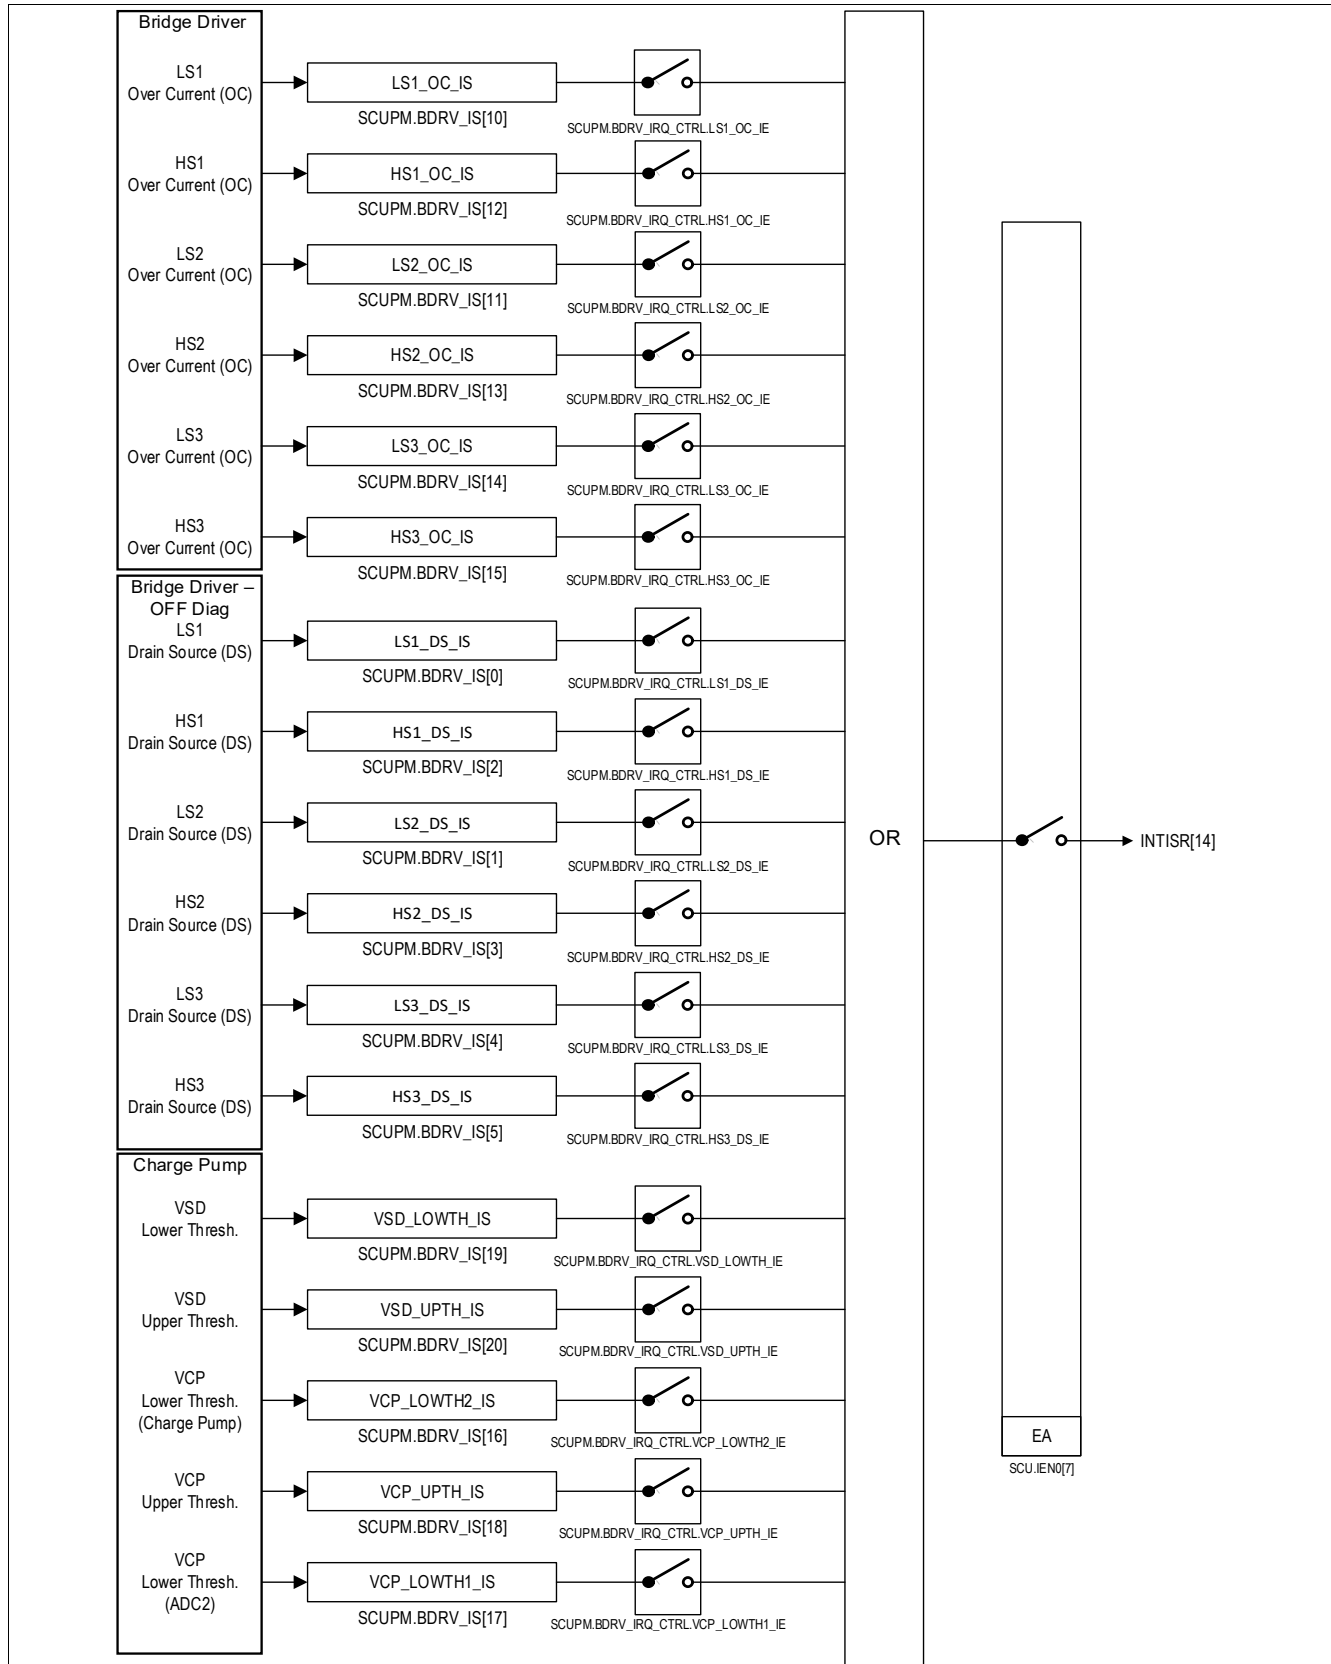 Bridge Driver
LS1
Over Current (OC)
LS1_OC_IS
SCUPM.BDRV_IS[10]
SCUPM.BDRV_IRQ_CTRL.LS1_OC_IE
HS1
Over Current (OC)
HS1_OC_IS
SCUPM.BDRV_IS[12]
SCUPM.BDRV_IRQ_CTRL.HS1_OC_IE
LS2
Over Current (OC)
LS2_OC_IS
SCUPM.BDRV_IS[11]
SCUPM.BDRV_IRQ_CTRL.LS2_OC_IE
HS2
Over Current (OC)
HS2_OC_IS
SCUPM.BDRV_IS[13]
SCUPM.BDRV_IRQ_CTRL.HS2_OC_IE
LS3
Over Current (OC)
LS3_OC_IS
SCUPM.BDRV_IS[14]
SCUPM.BDRV_IRQ_CTRL.LS3_OC_IE
HS3
Over Current (OC)
HS3_OC_IS
SCUPM.BDRV_IS[15]
SCUPM.BDRV_IRQ_CTRL.HS3_OC_IE
Bridge Driver –
OFF Diag
LS1
Drain Source (DS)
LS1_DS_IS
SCUPM.BDRV_IS[0]
SCUPM.BDRV_IRQ_CTRL.LS1_DS_IE
HS1
Drain Source (DS)
HS1_DS_IS
SCUPM.BDRV_IS[2]
SCUPM.BDRV_IRQ_CTRL.HS1_DS_IE
LS2
Drain Source (DS)
LS2_DS_IS
SCUPM.BDRV_IS[1]
SCUPM.BDRV_IRQ_CTRL.LS2_DS_IE
HS2
Drain Source (DS)
HS2_DS_IS
SCUPM.BDRV_IS[3]
SCUPM.BDRV_IRQ_CTRL.HS2_DS_IE
LS3
Drain Source (DS)
LS3_DS_IS
SCUPM.BDRV_IS[4]
SCUPM.BDRV_IRQ_CTRL.LS3_DS_IE
HS3
Drain Source (DS)
HS3_DS_IS
SCUPM.BDRV_IS[5]
SCUPM.BDRV_IRQ_CTRL.HS3_DS_IE
Charge Pump
VSD
Lower Thresh.
VSD_LOWTH_IS
SCUPM.BDRV_IS[19]
SCUPM.BDRV_IRQ_CTRL.VSD_LOWTH_IE
VSD
Upper Thresh.
VSD_UPTH_IS
SCUPM.BDRV_IS[20]
SCUPM.BDRV_IRQ_CTRL.VSD_UPTH_IE
VCP
Lower Thresh.
(Charge Pump)
VCP_LOWTH2_IS
SCUPM.BDRV_IS[16]
SCUPM.BDRV_IRQ_CTRL.VCP_LOWTH2_IE
VCP
Upper Thresh.
VCP_UPTH_IS
SCUPM.BDRV_IS[18]
SCUPM.BDRV_IRQ_CTRL.VCP_UPTH_IE
VCP
Lower Thresh.
(ADC2)
VCP_LOWTH1_IS
SCUPM.BDRV_IS[17]
SCUPM.BDRV_IRQ_CTRL.VCP_LOWTH1_IE
OR
INTISR[14]
EA
SCU.IEN0[7]